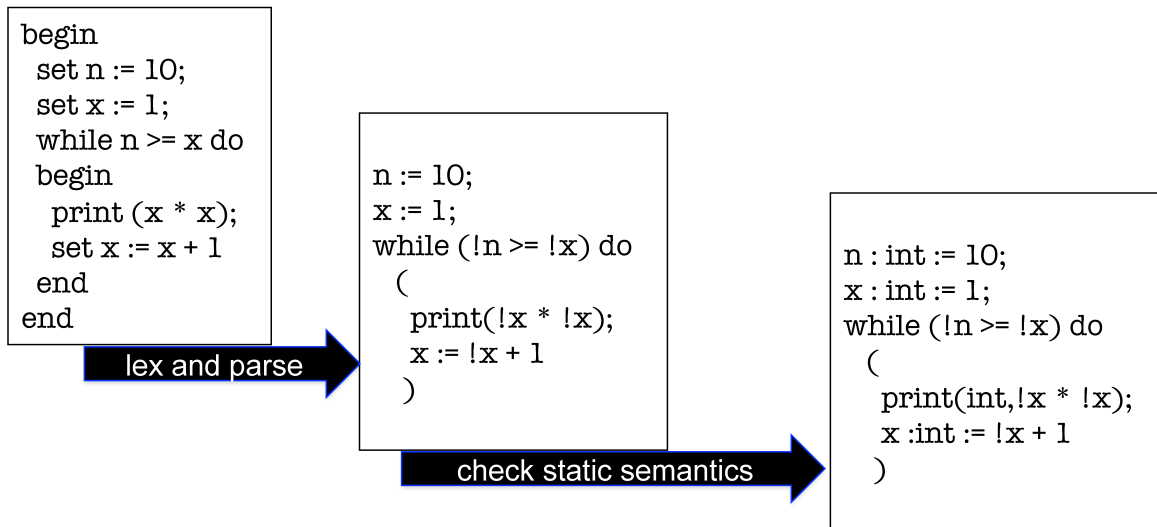 begin
set n := 10;
set x := 1;
while n >= x do
begin
print (x * x);
set x := x + 1
end
end
lex and parse
n := 10;
x := 1;
while (!n >= !x) do
(
print(!x * !x);
x := !x + 1
)
check static semantics
n : int := 10;
x : int := 1;
while (!n >= !x) do
(
print(int,!x * !x);
x :int := !x + 1
)